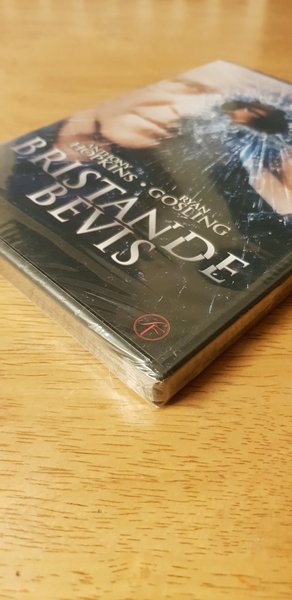 ANTHONY HOPKINS · RYAN GOSLING
BRISTANDE
BEVIS